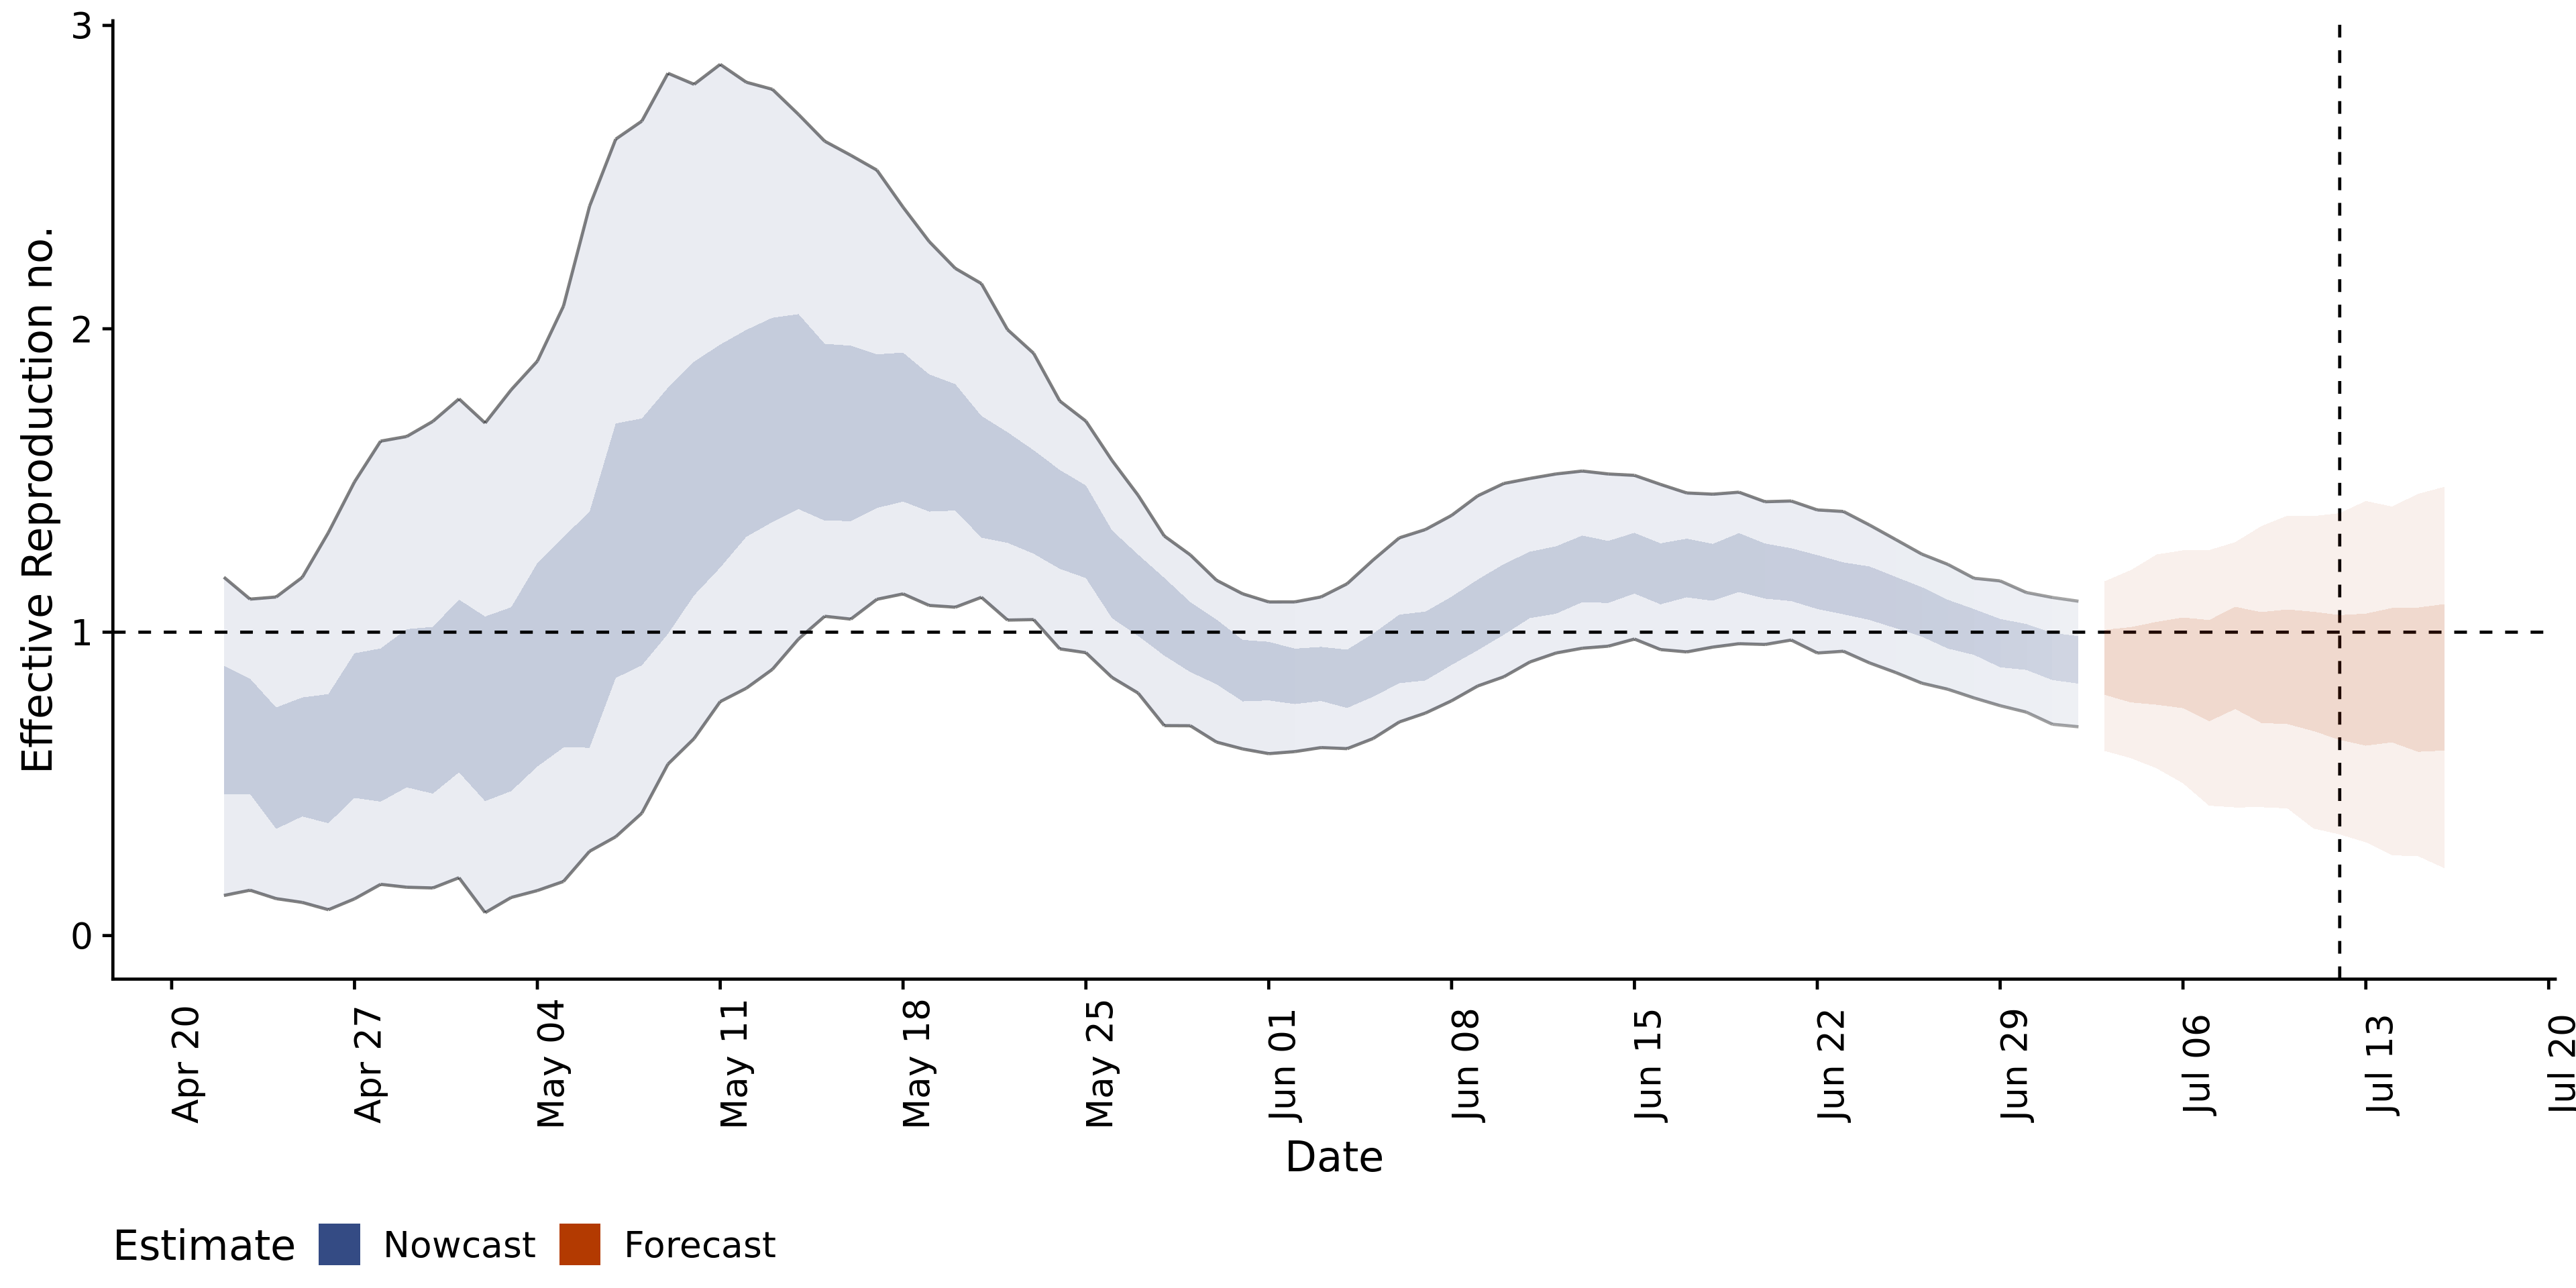 3
2
1
0
Effective Reproduction no.
Apr 20
Apr 27
May 04
May 11
May 18
May 25
Jun 01
Jun 08
Jun 15
Jun 22
Jun 29
Jul 06
Jul 13
Jul 20
Date
Estimate Nowcast Forecast